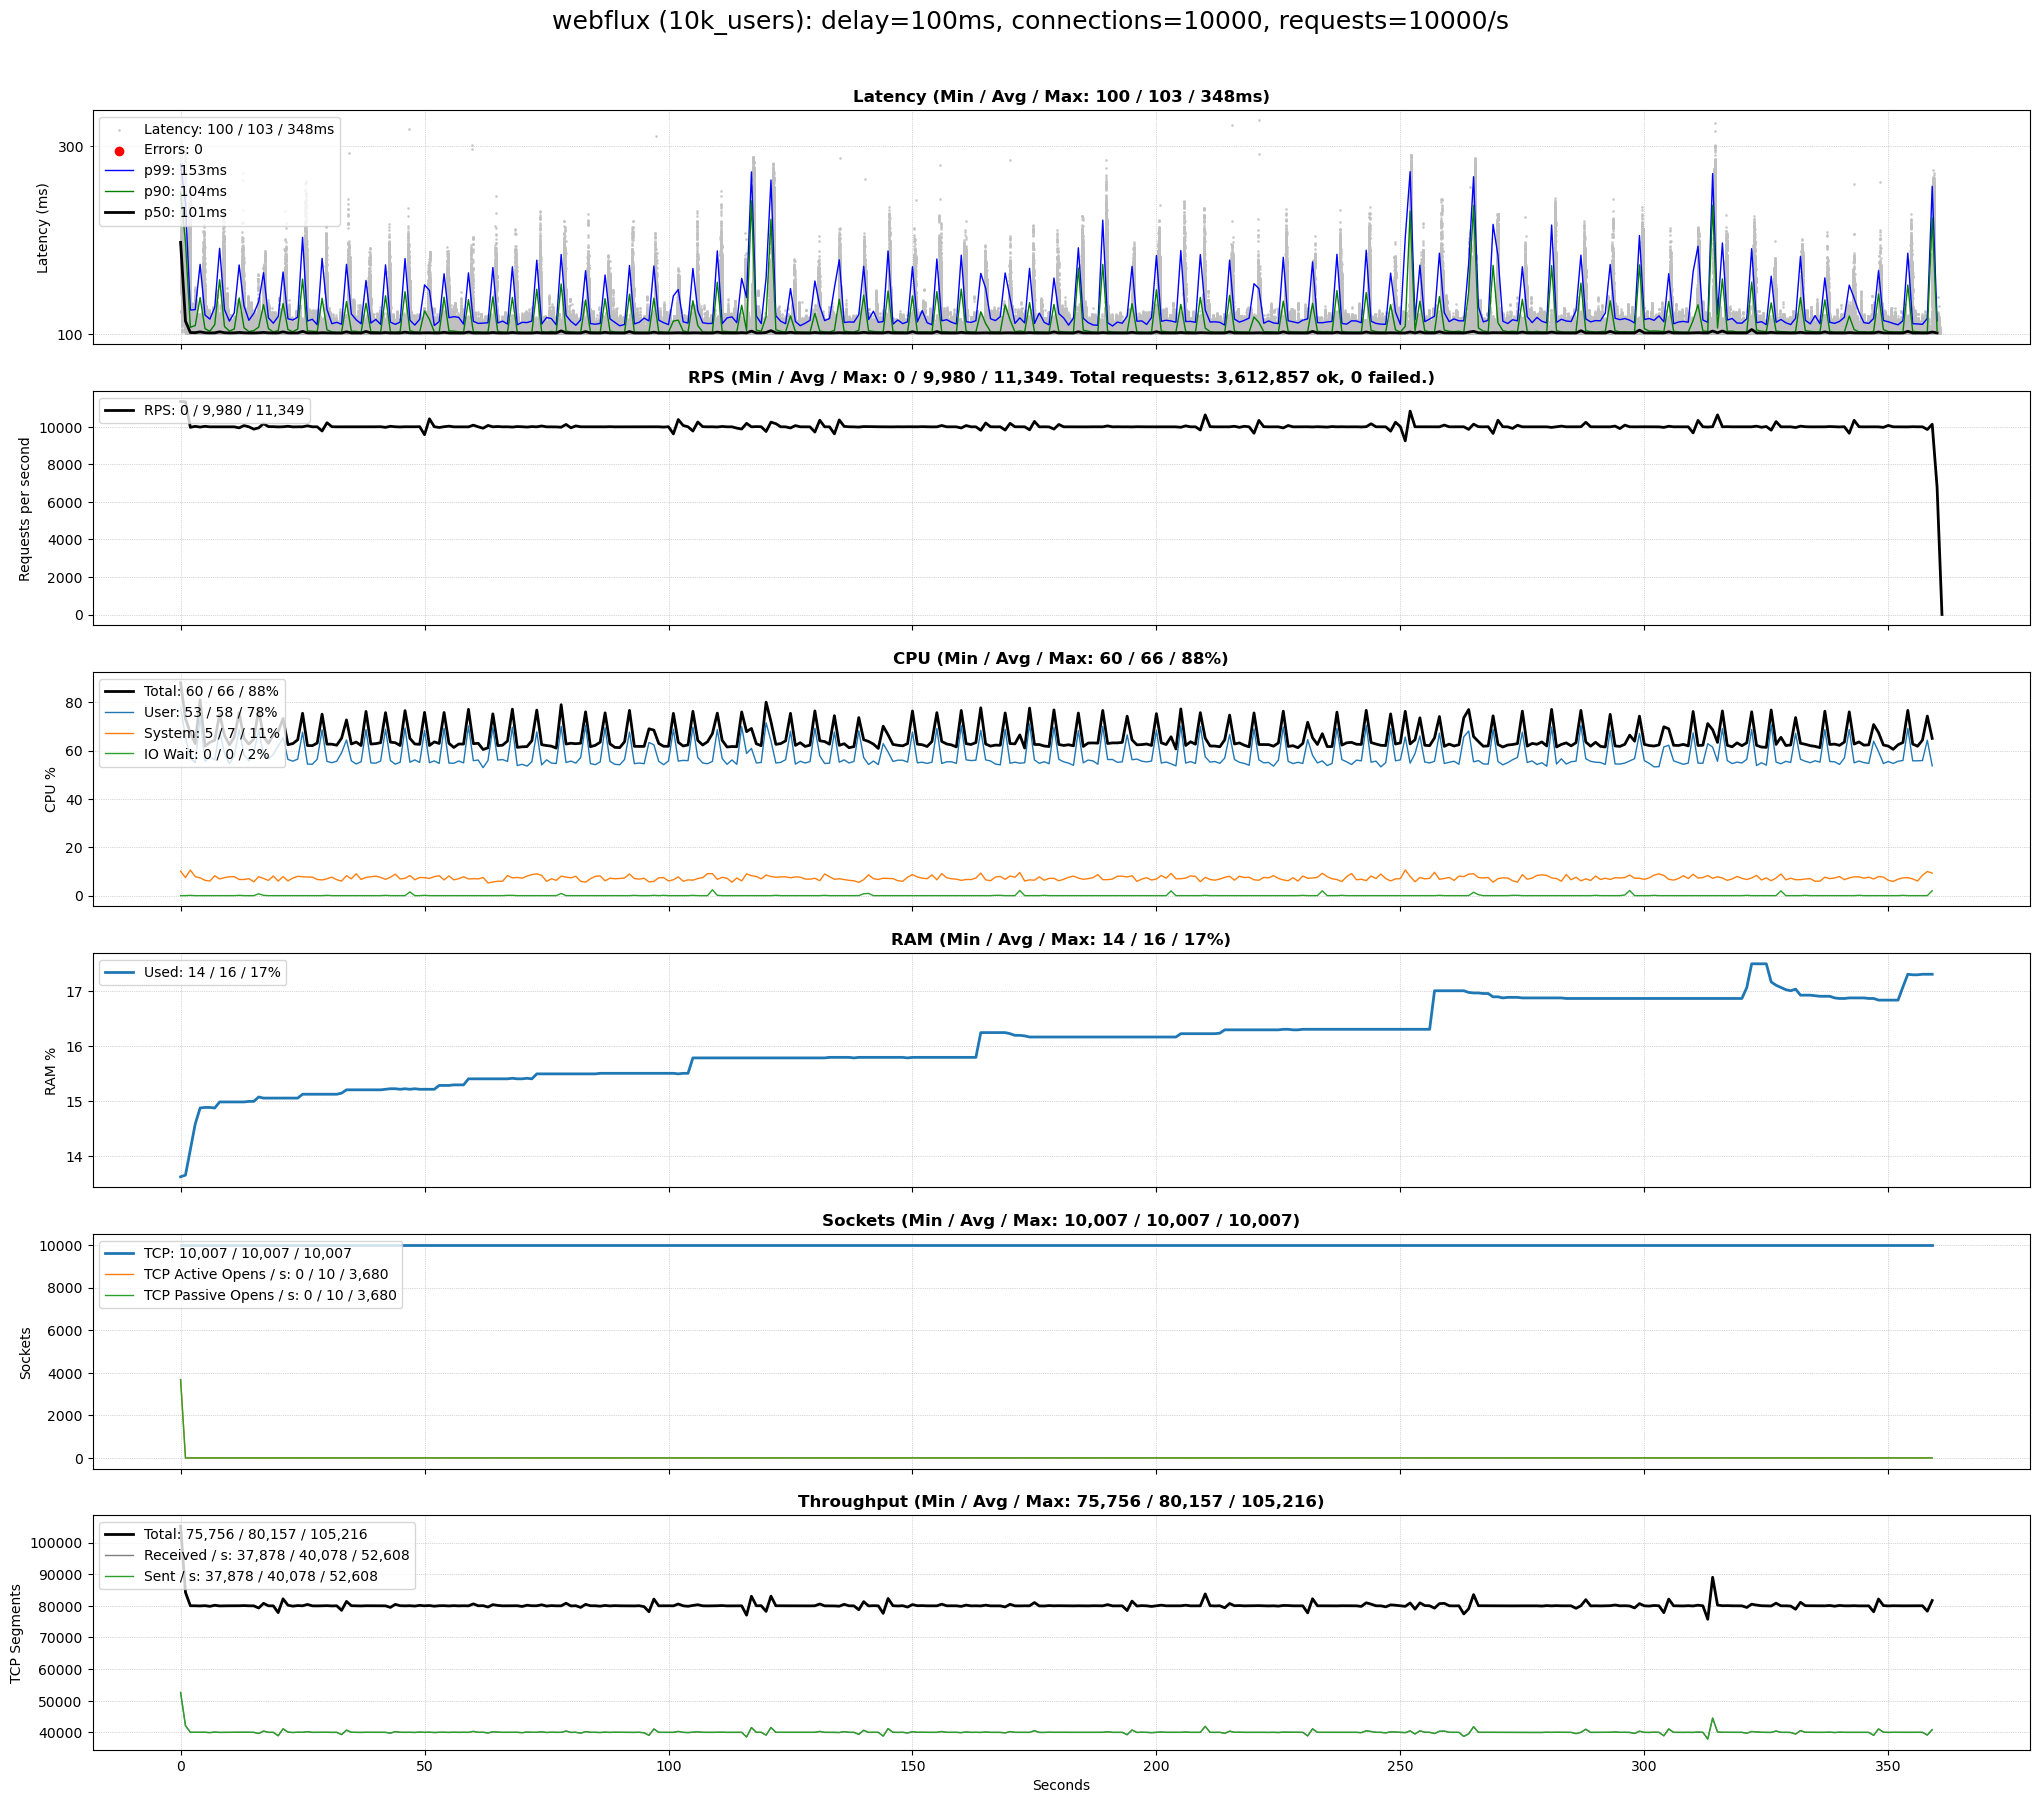 webflux (10k_users): delay=100ms, connections=10000, requests=10000/s
Latency (Min / Avg / Max: 100 / 103 / 348ms)
Latency (ms)
300
100
Latency: 100 / 103 / 348ms
Errors: 0
p99: 153ms
p90: 104ms
p50: 101ms
RPS (Min / Avg / Max: 0 / 9,980 / 11,349. Total requests: 3,612,857 ok, 0 failed.)
Requests per second
10000
8000
6000
4000
2000
0
RPS: 0 / 9,980 / 11,349
CPU (Min / Avg / Max: 60 / 66 / 88%)
CPU %
80
60
40
20
0
Total: 60 / 66 / 88%
User: 53 / 58 / 78%
System: 5 / 7 / 11%
IO Wait: 0 / 0 / 2%
RAM (Min / Avg / Max: 14 / 16 / 17%)
RAM %
17
16
15
14
Used: 14 / 16 / 17%
Sockets (Min / Avg / Max: 10,007 / 10,007 / 10,007)
Sockets
10000
8000
6000
4000
2000
0
TCP: 10,007 / 10,007 / 10,007
TCP Active Opens / s: 0 / 10 / 3,680
TCP Passive Opens / s: 0 / 10 / 3,680
Throughput (Min / Avg / Max: 75,756 / 80,157 / 105,216)
TCP Segments
100000
90000
80000
70000
60000
50000
40000
Total: 75,756 / 80,157 / 105,216
Received / s: 37,878 / 40,078 / 52,608
Sent / s: 37,878 / 40,078 / 52,608
0 50 100 150 200 250 300 350
Seconds